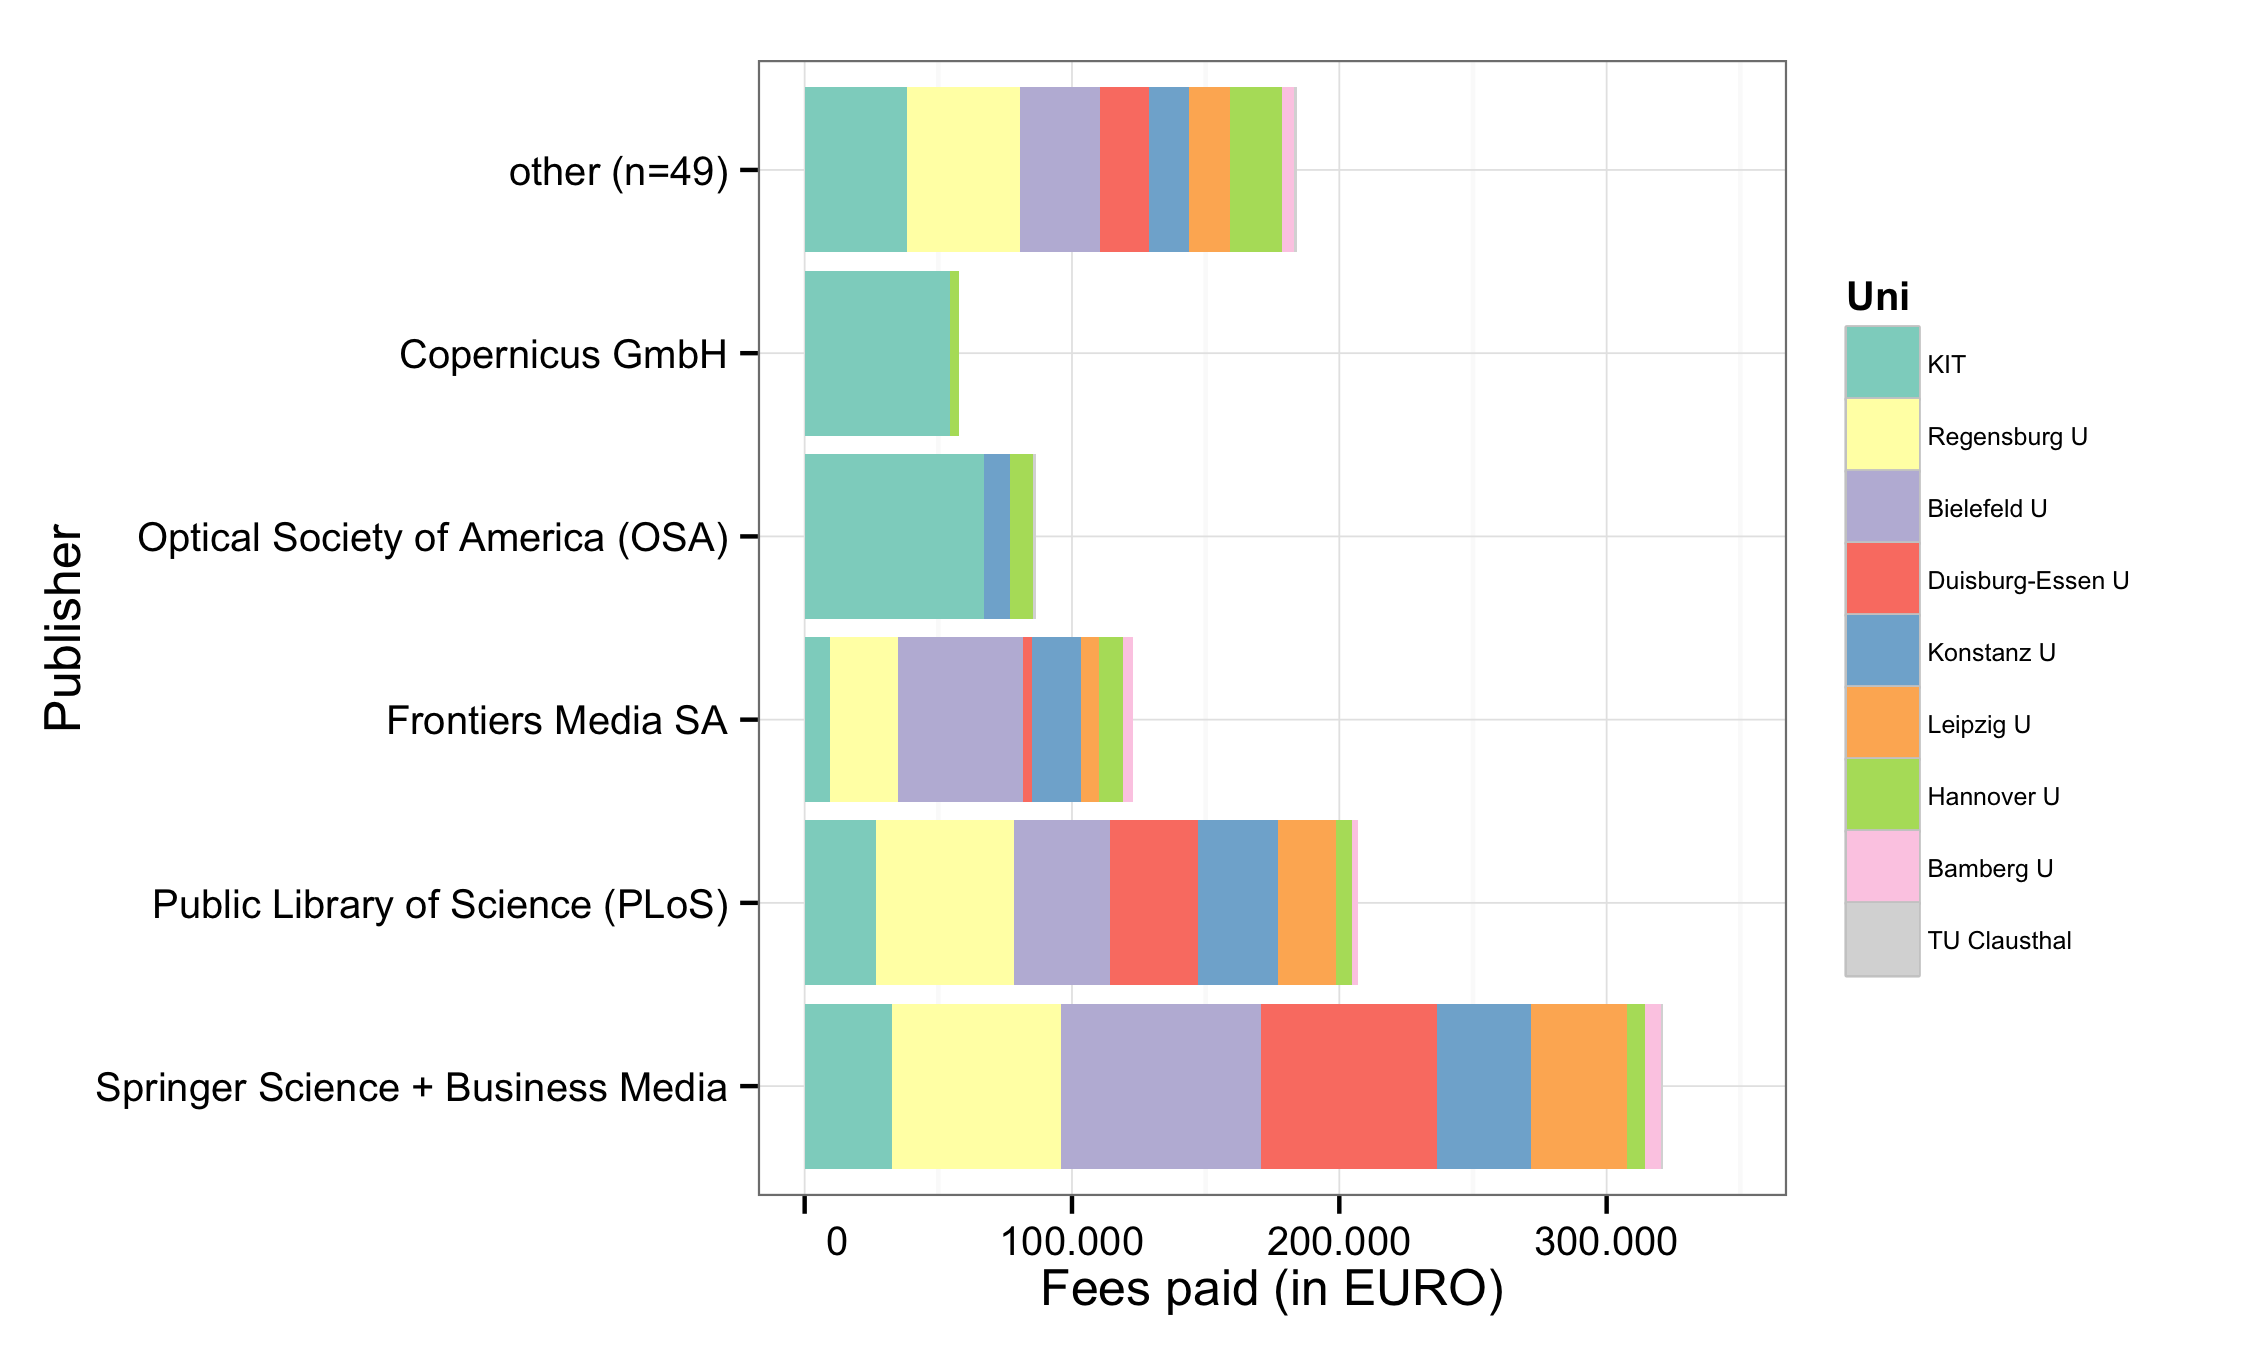 Publisher
other (n=49)
Copernicus GmbH
Optical Society of America (OSA)
Frontiers Media SA
Public Library of Science (PLoS)
Springer Science + Business Media
0
100.000
200.000
300.000
Fees paid (in EURO)
Uni
KIT
Regensburg U
Bielefeld U
Duisburg-Essen U
Konstanz U
Leipzig U
Hannover U
Bamberg U
TU Clausthal